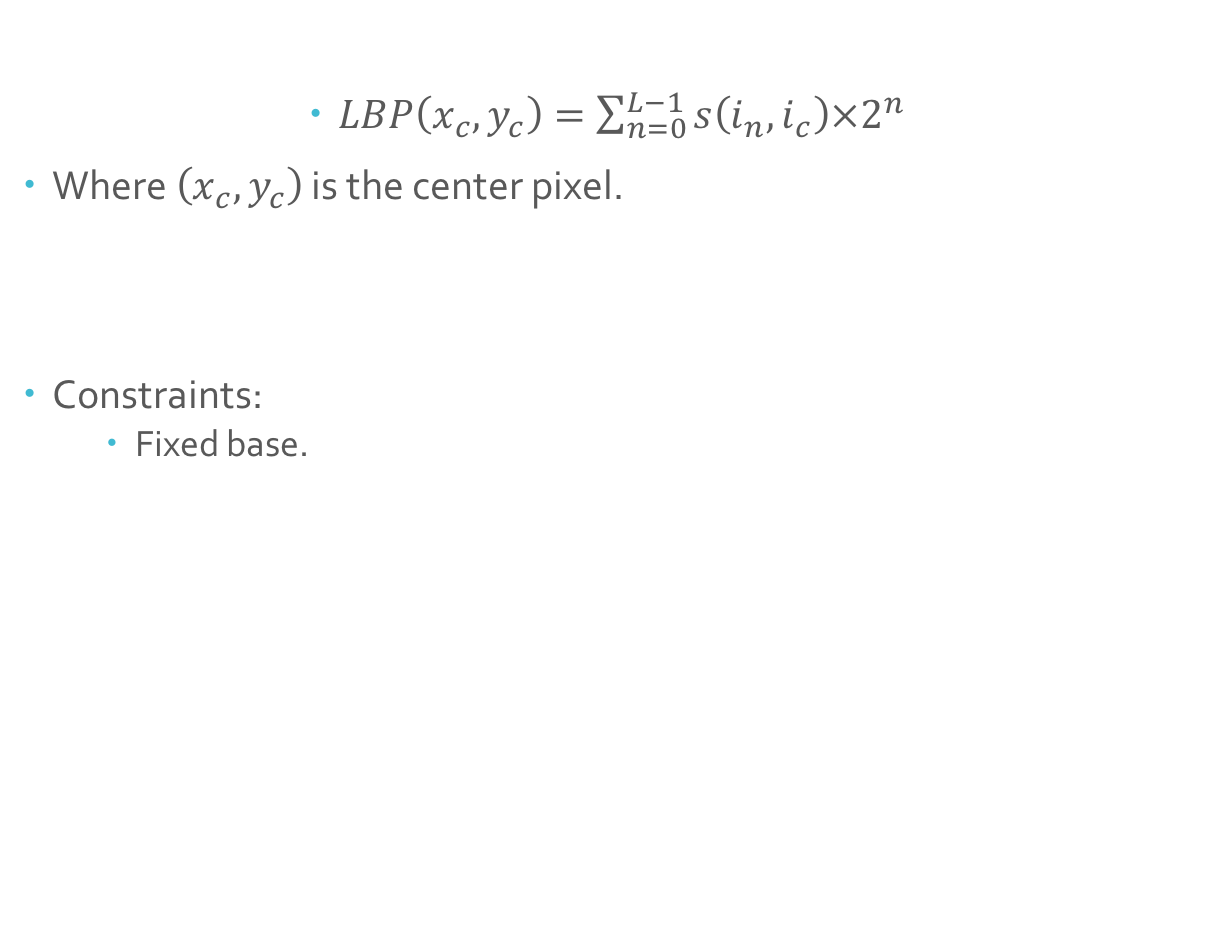 • LBP(x_c, y_c) = ∑_{n=0}^{L−1} s(i_n, i_c)×2^n
• Where (x_c, y_c) is the center pixel.
• Constraints:
• Fixed base.